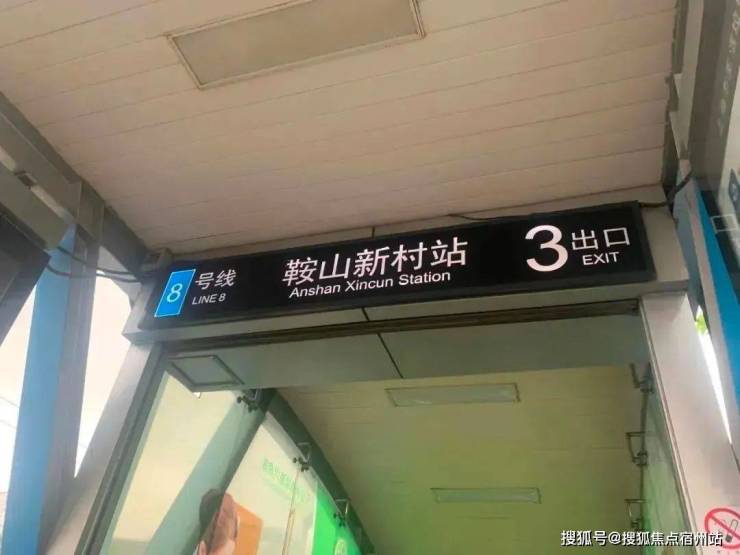 8
号线
LINE 8
鞍山新村站
Anshan Xincun Station
3
出口
EXIT
搜狐号@搜狐焦点宿州站